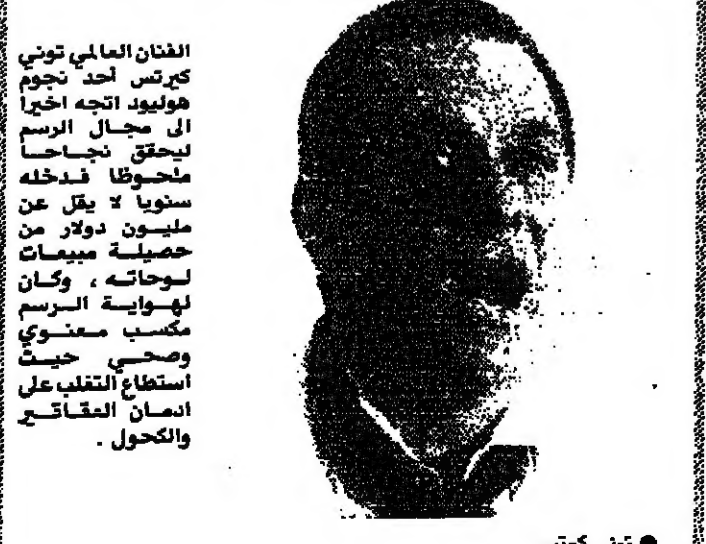 الفنان العالمي توني
كيرتس أحد نجوم
هوليود اتجه اخيرا
الى مجال الرسم
ليحقق نجاحا
ملحوظا فدخله
سنويا لا يقل عن
مليون دولار من
حصيلة مبيعات
لوحاته ، وكان
لهواية الرسم
مكسب معنوي
وصحي حيث
استطاع التغلب على
ادمان العقاقير
والكحول .
● توني